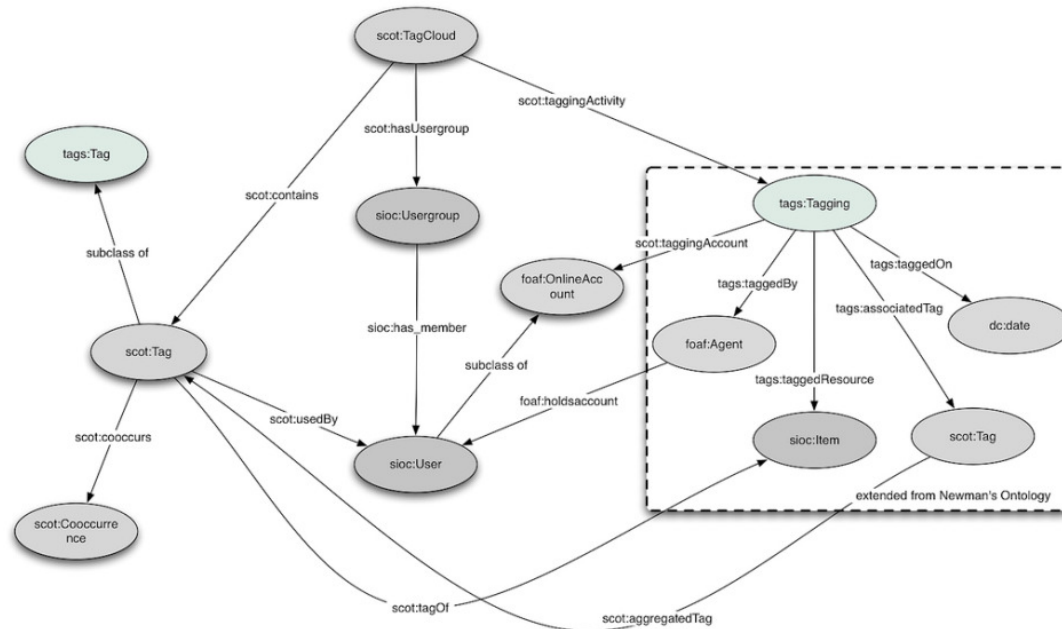 scot:TagCloud
scot:taggingActivity
scot:hasUsergroup
tags:Tag
scot:contains
tags:Tagging
sioc:Usergroup
subclass of
scot:taggingAccount
tags:taggedOn
foaf:OnlineAcc
ount
tags:taggedBy
tags:associatedTag
sioc:has_member
dc:date
scot:Tag
foaf:Agent
subclass of
tags:taggedResource
foaf:holdsaccount
scot:usedBy
scot:cooccurs
sioc:User
sioc:Item
scot:Tag
extended from Newman's Ontology
scot:Cooccurre
nce
scot:tagOf
scot:aggregatedTag